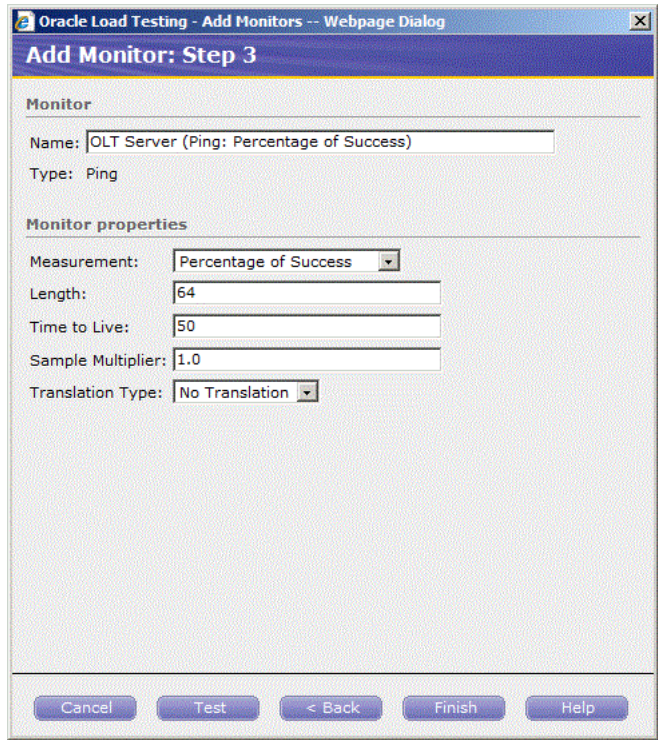 Oracle Load Testing - Add Monitors -- Webpage Dialog
Add Monitor: Step 3
Monitor
Name: OLT Server (Ping: Percentage of Success)
Type: Ping
Monitor properties
Measurement: Percentage of Success
Length: 64
Time to Live: 50
Sample Multiplier: 1.0
Translation Type: No Translation
Cancel Test < Back Finish Help